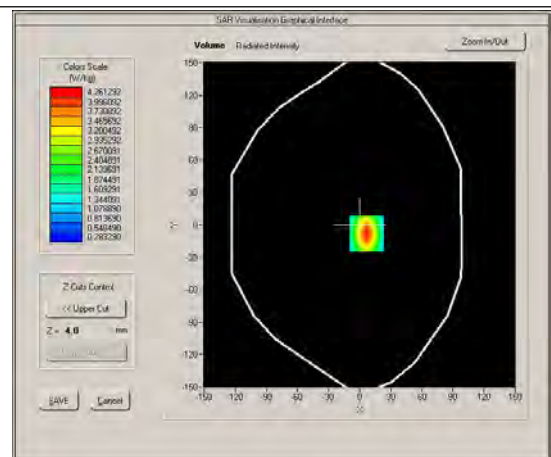 SAR Visualisation Graphical Interface
Volume Radiated Intensity
Zoom In/Out
Colors Scale
(W/kg)
4.261292
3.996092
3.730892
3.465692
3.200492
2.935292
2.670091
2.404891
2.139691
1.874491
1.609291
1.344091
1.078890
0.813690
0.548490
0.283290
150
120
90
60
30
0
-30
-60
-90
-120
-150
Y
-150 -120 -90 -60 -30 0 30 60 90 120 150
X
Z Cuts Control
<< Upper Cut
Z = 4.0 mm
SAVE
Cancel